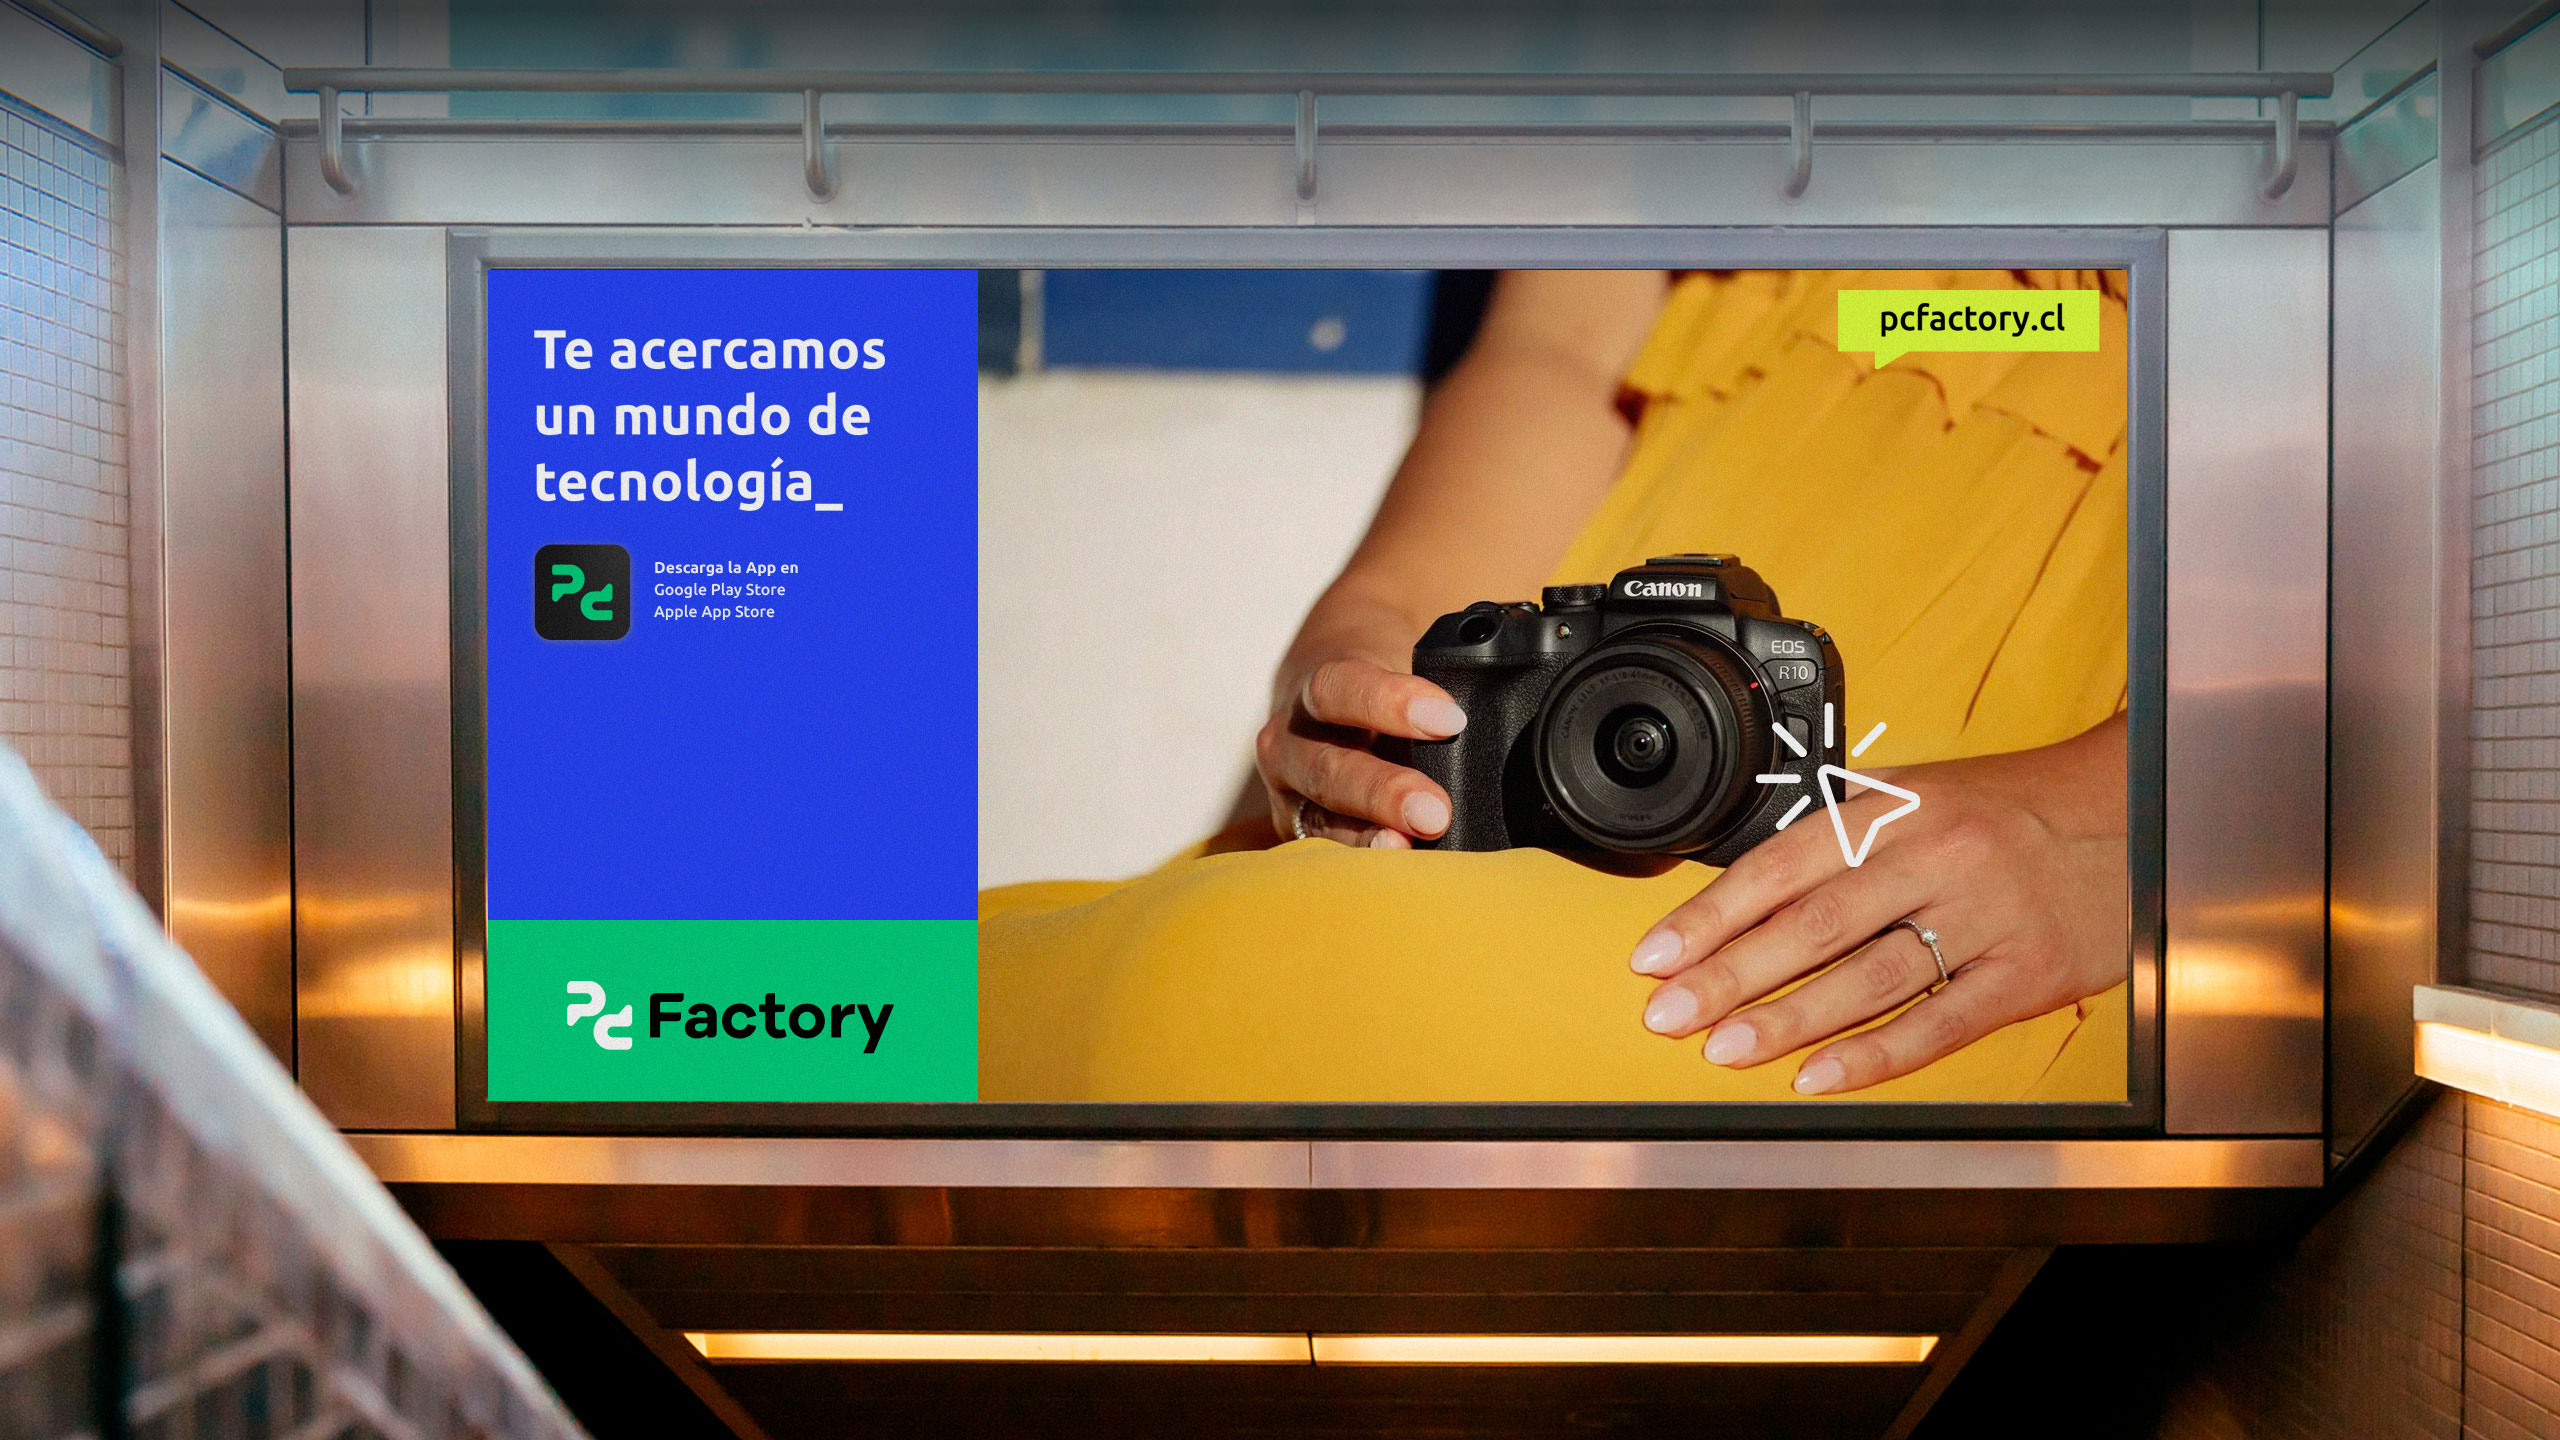 Te acercamos
un mundo de
tecnología_
Descarga la App en
Google Play Store
Apple App Store
Pc Factory
pcfactory.cl
Canon
EOS
R10